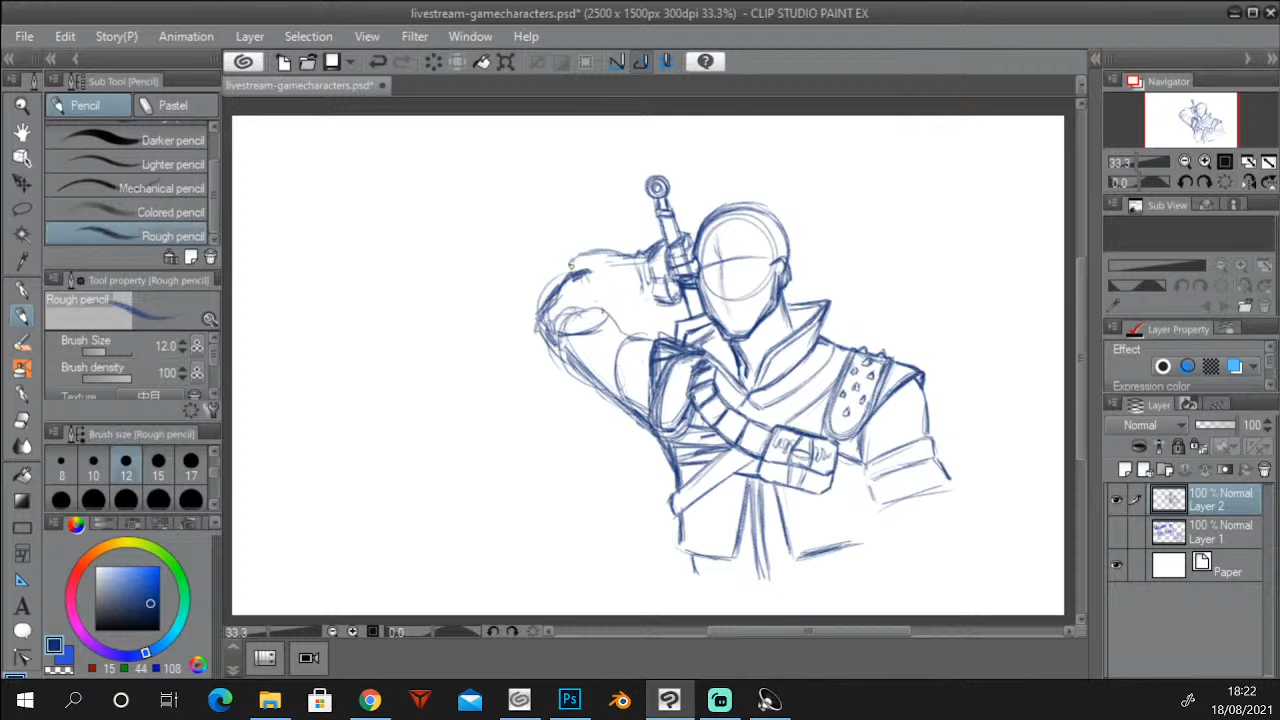 livestream-gamecharacters.psd* (2500 x 1500px 300dpi 33.3%) - CLIP STUDIO PAINT EX
File Edit Story(P) Animation Layer Selection View Filter Window Help
Sub Tool [Pencil]
livestream-gamecharacters.psd*
Navigator
Pencil Pastel
Darker pencil
Lighter pencil
Mechanical pencil
Colored pencil
Rough pencil
33.3
0.0
Sub View
Tool property [Rough pencil]
Rough pencil
Brush Size 12.0
Brush density 100
Texture
Layer Property
Effect
Expression color
Layer
Normal 100
Brush size [Rough pencil]
8 10 12 15 17
100 % Normal
Layer 2
100 % Normal
Layer 1
Paper
33.3 0.0
15 44 108
Ps
18:22
18/08/2021